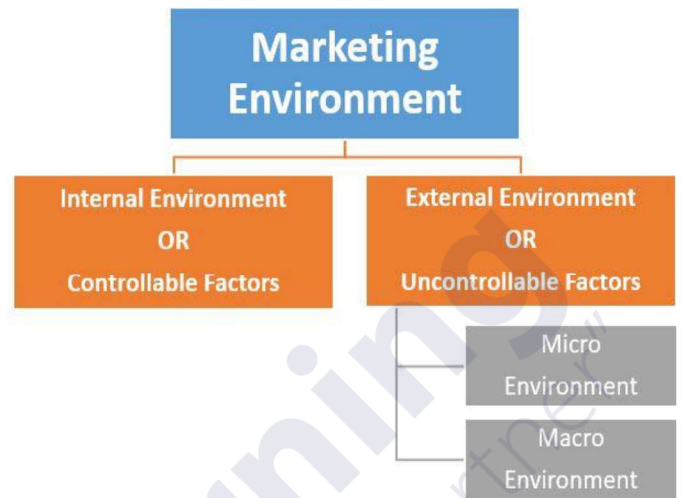 Marketing
Environment
Internal Environment
OR
Controllable Factors
External Environment
OR
Uncontrollable Factors
Micro
Environment
Macro
Environment